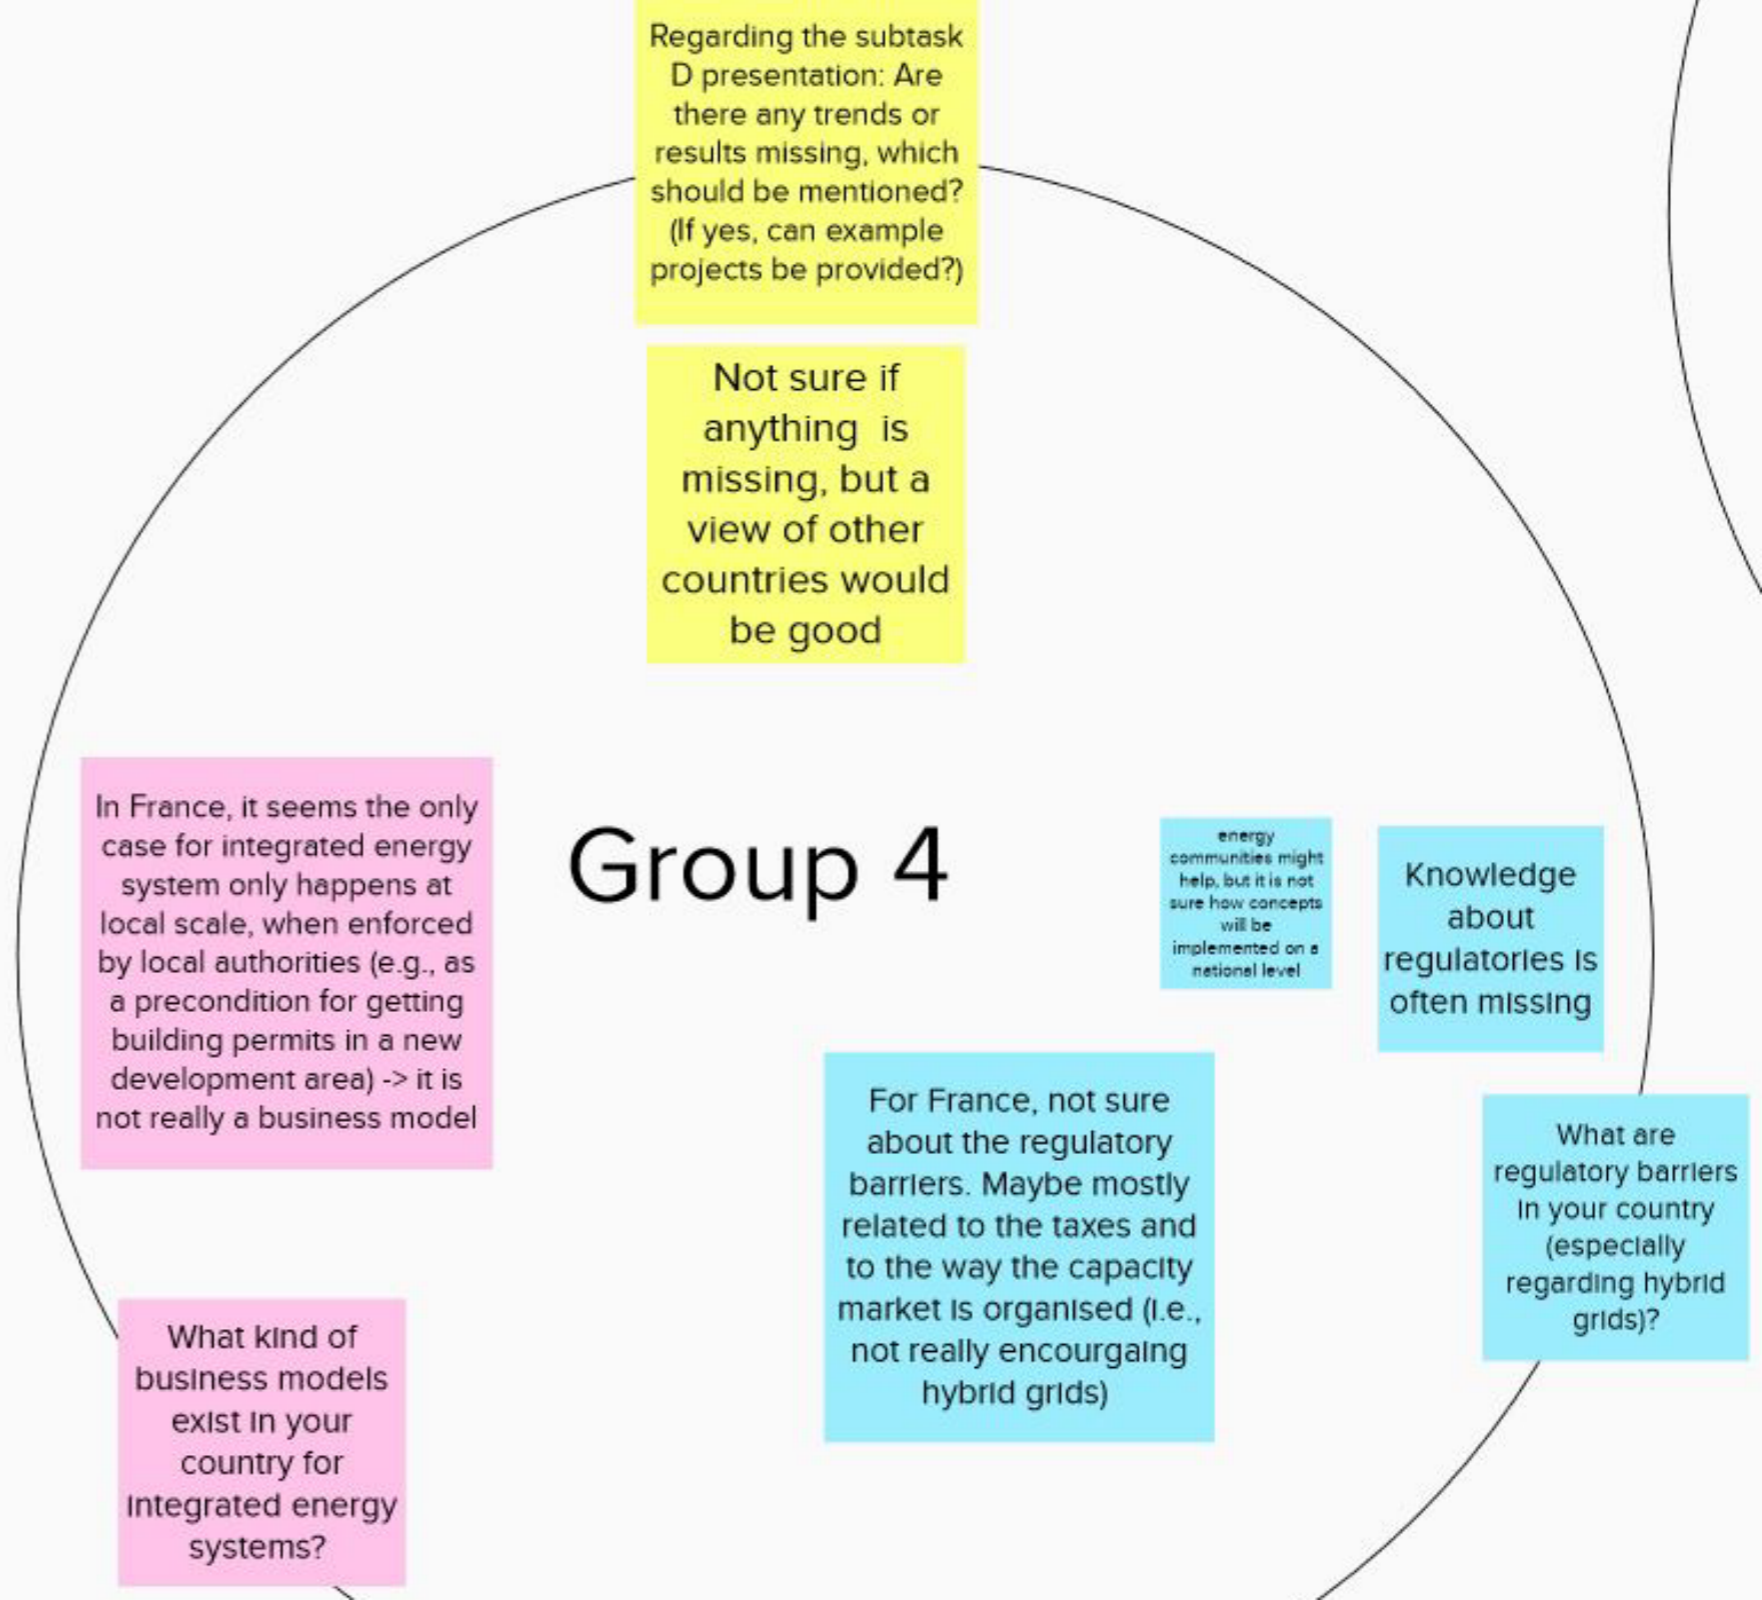 Regarding the subtask
D presentation: Are
there any trends or
results missing, which
should be mentioned?
(If yes, can example
projects be provided?)
Not sure if
anything is
missing, but a
view of other
countries would
be good
In France, it seems the only
case for integrated energy
system only happens at
local scale, when enforced
by local authorities (e.g., as
a precondition for getting
building permits in a new
development area) -> it is
not really a business model
Group 4
energy
communities might
help, but it is not
sure how concepts
will be
implemented on a
national level
Knowledge
about
regulatories is
often missing
For France, not sure
about the regulatory
barriers. Maybe mostly
related to the taxes and
to the way the capacity
market is organised (i.e.,
not really encourgaing
hybrid grids)
What are
regulatory barriers
in your country
(especially
regarding hybrid
grids)?
What kind of
business models
exist in your
country for
integrated energy
systems?